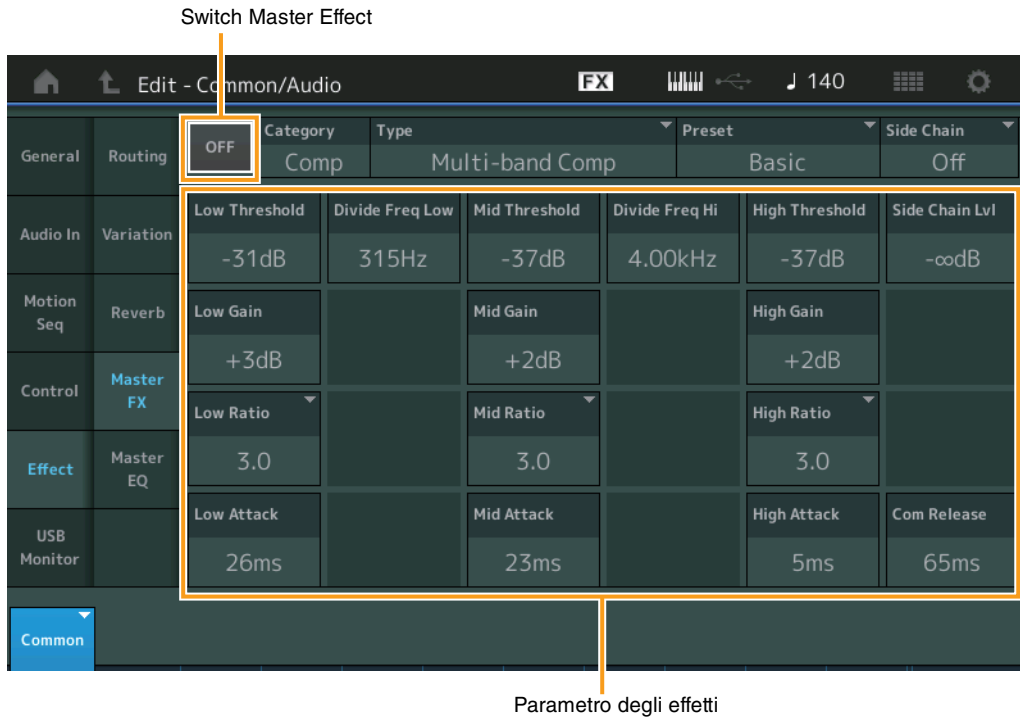 Switch Master Effect
Edit - Common/Audio
FX
♩ 140
General
Routing
OFF
Category
Comp
Type
Multi-band Comp
Preset
Basic
Side Chain
Off
Audio In
Variation
Low Threshold
-31dB
Divide Freq Low
315Hz
Mid Threshold
-37dB
Divide Freq Hi
4.00kHz
High Threshold
-37dB
Side Chain Lvl
-∞dB
Motion
Seq
Reverb
Low Gain
+3dB
Mid Gain
+2dB
High Gain
+2dB
Control
Master
FX
Low Ratio
3.0
Mid Ratio
3.0
High Ratio
3.0
Effect
Master
EQ
Low Attack
26ms
Mid Attack
23ms
High Attack
5ms
Com Release
65ms
USB
Monitor
Common
Parametro degli effetti